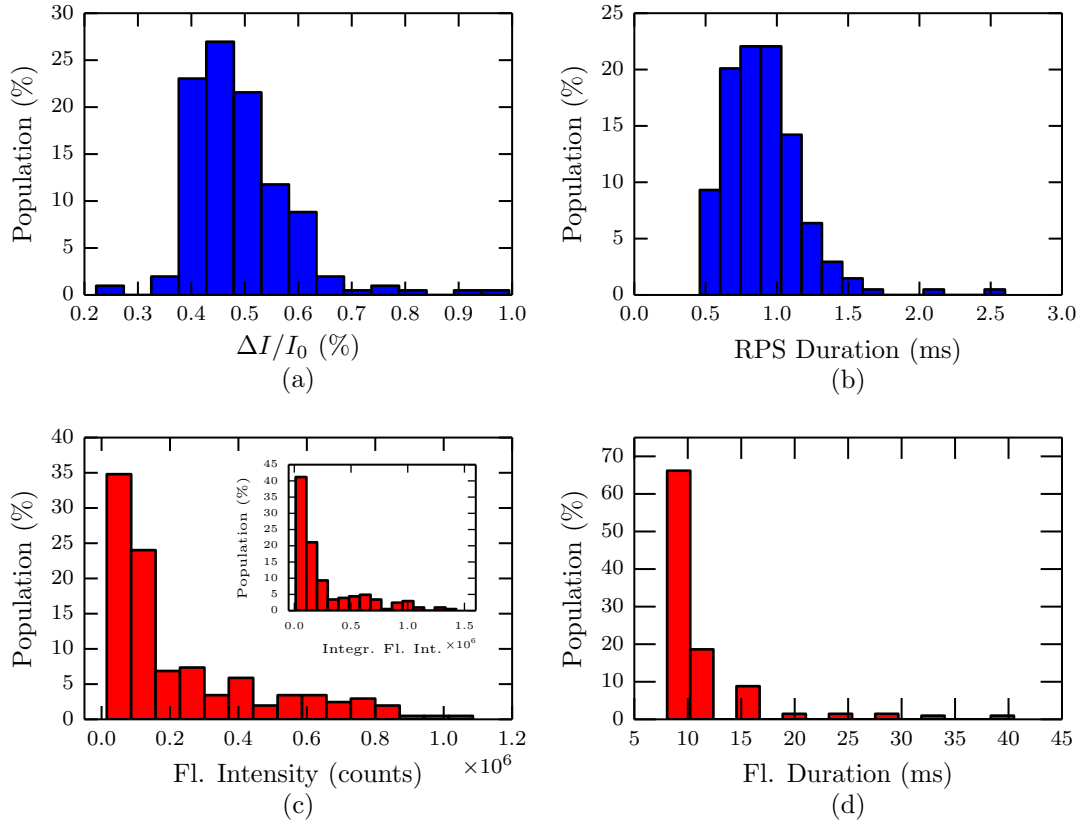 30
25
20
15
10
5
0
Population (%)
0.2 0.3 0.4 0.5 0.6 0.7 0.8 0.9 1.0
ΔI/I₀ (%)
(a)
25
20
15
10
5
0
Population (%)
0.0 0.5 1.0 1.5 2.0 2.5 3.0
RPS Duration (ms)
(b)
40
35
30
25
20
15
10
5
0
Population (%)
0.0 0.2 0.4 0.6 0.8 1.0 1.2
×10⁶
Fl. Intensity (counts)
(c)
45
40
35
30
25
20
15
10
5
0
Population (%)
0.0 0.5 1.0 1.5
Integr. Fl. Int. ×10⁶
70
60
50
40
30
20
10
0
Population (%)
5 10 15 20 25 30 35 40 45
Fl. Duration (ms)
(d)